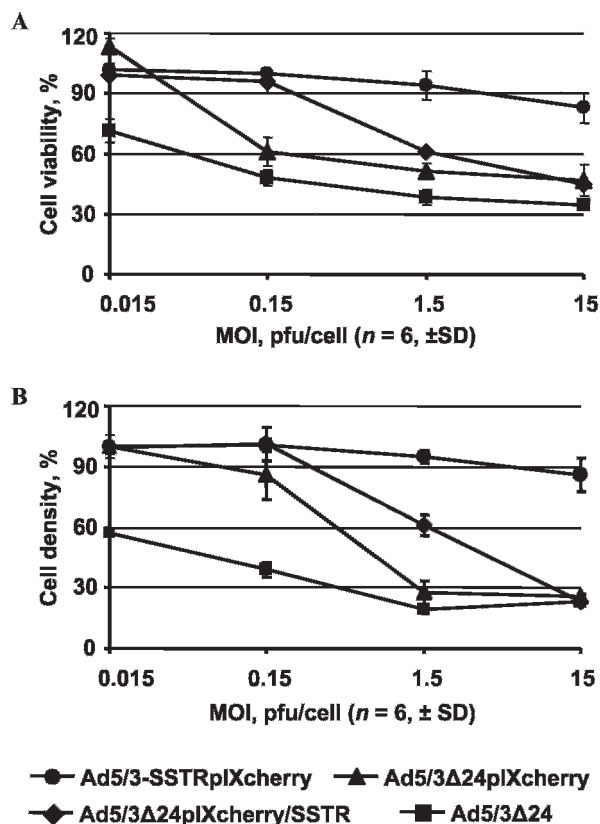 A
Cell viability, %
120
90
60
30
0
0.015 0.15 1.5 15
MOI, pfu/cell (n = 6, ±SD)
B
Cell density, %
120
90
60
30
0
0.015 0.15 1.5 15
MOI, pfu/cell (n = 6, ± SD)
Ad5/3-SSTRpIXcherry Ad5/3Δ24pIXcherry
Ad5/3Δ24pIXcherry/SSTR Ad5/3Δ24